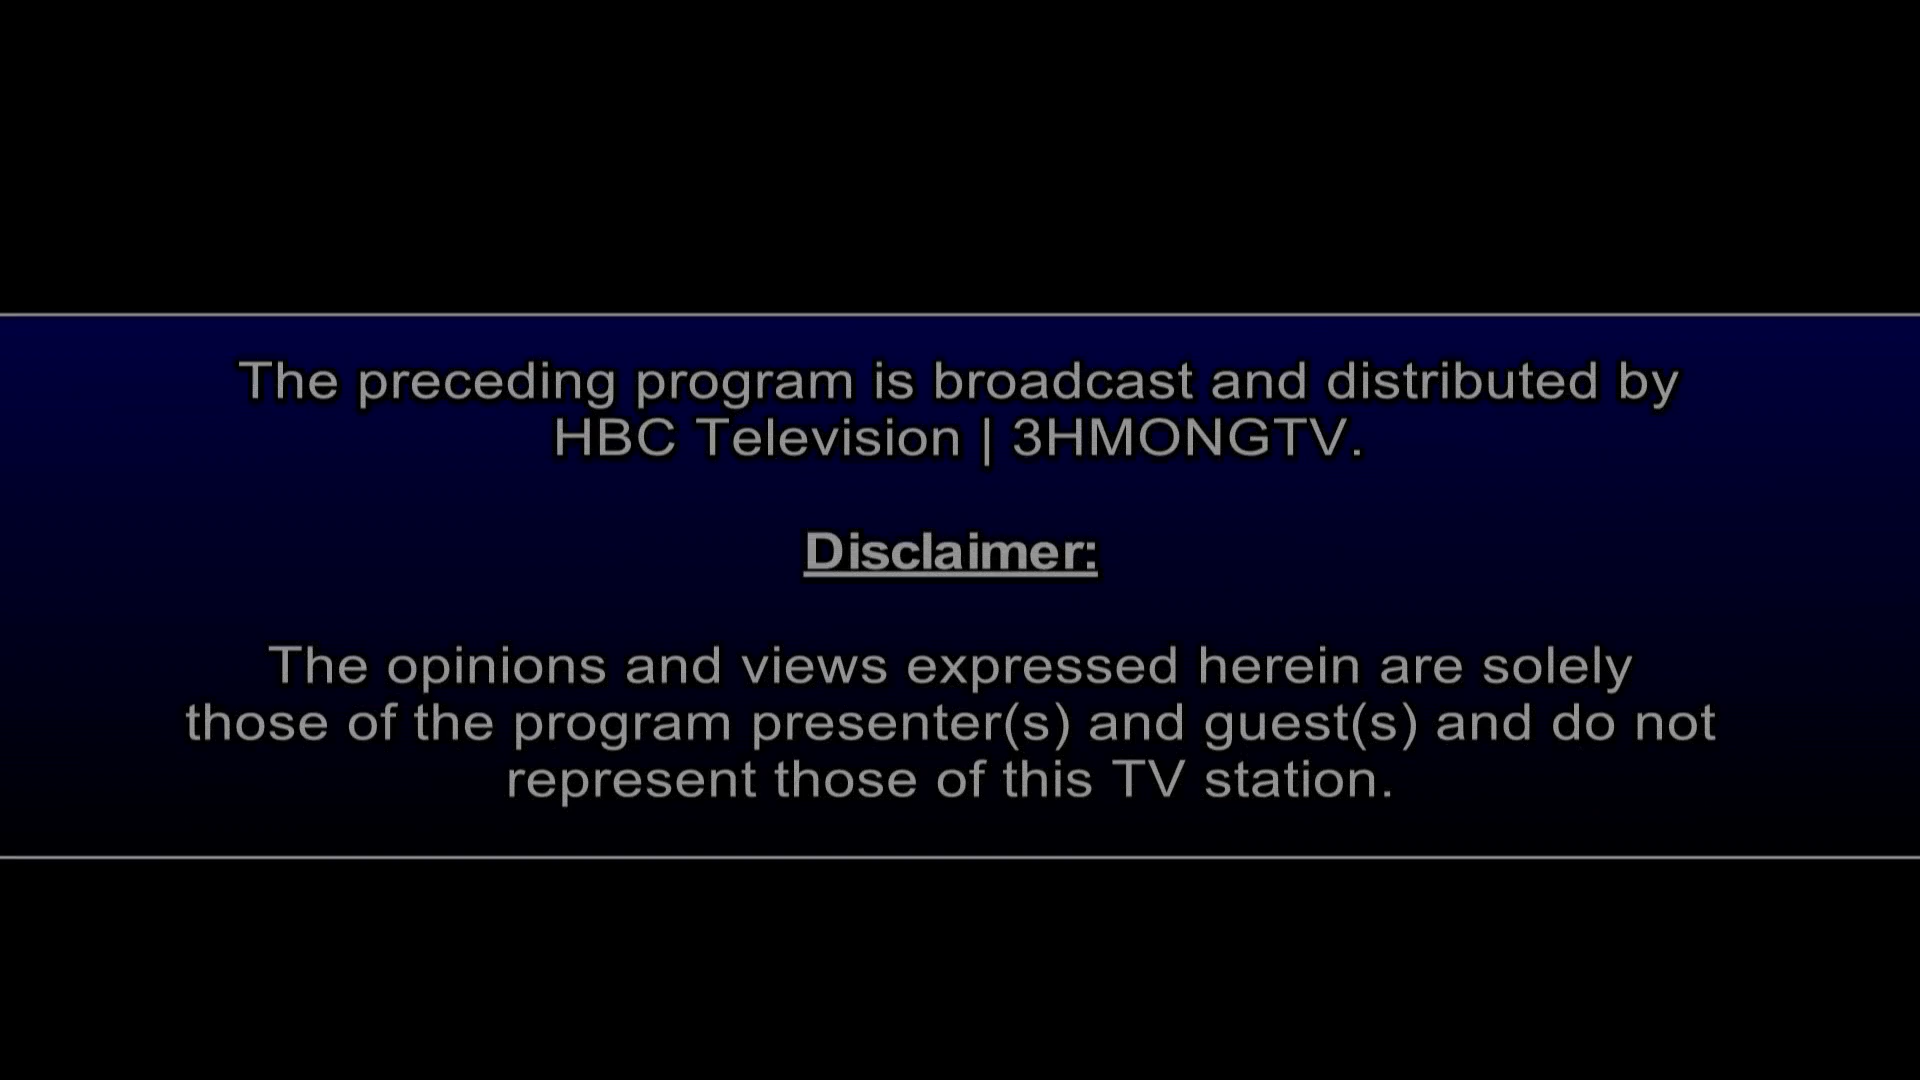 The preceding program is broadcast and distributed by
HBC Television | 3HMONGTV.
Disclaimer:
The opinions and views expressed herein are solely
those of the program presenter(s) and guest(s) and do not
represent those of this TV station.